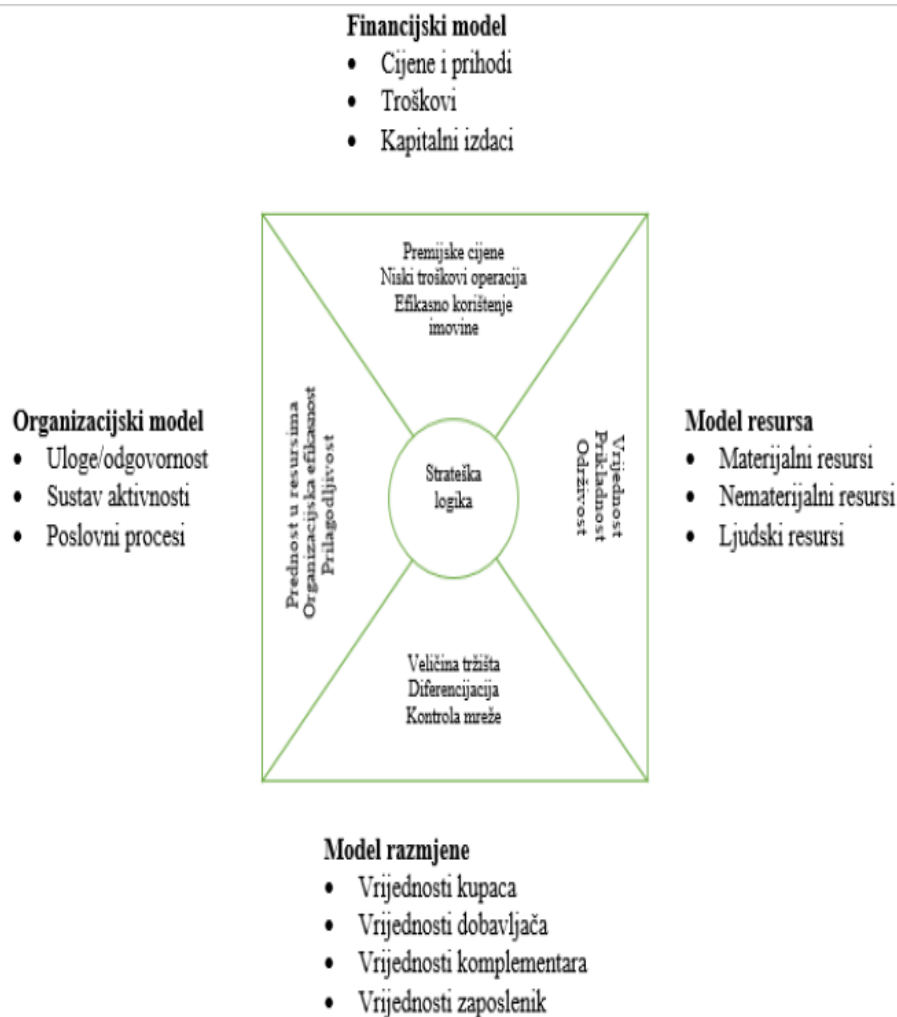 Financijski model
• Cijene i prihodi
• Troškovi
• Kapitalni izdaci
Premijske cijene
Niski troškovi operacija
Efikasno korištenje
imovine
Organizacijski model
• Uloge/odgovornost
• Sustav aktivnosti
• Poslovni procesi
Prednost u resursima
Organizacijska efikasnost
Prilagodljivost
Strateška
logika
Vrijednost
Prikladnost
Održivost
Model resursa
• Materijalni resursi
• Nematerijalni resursi
• Ljudski resursi
Veličina tržišta
Diferencijacija
Kontrola mreže
Model razmjene
• Vrijednosti kupaca
• Vrijednosti dobavljača
• Vrijednosti komplementara
• Vrijednosti zaposlenik